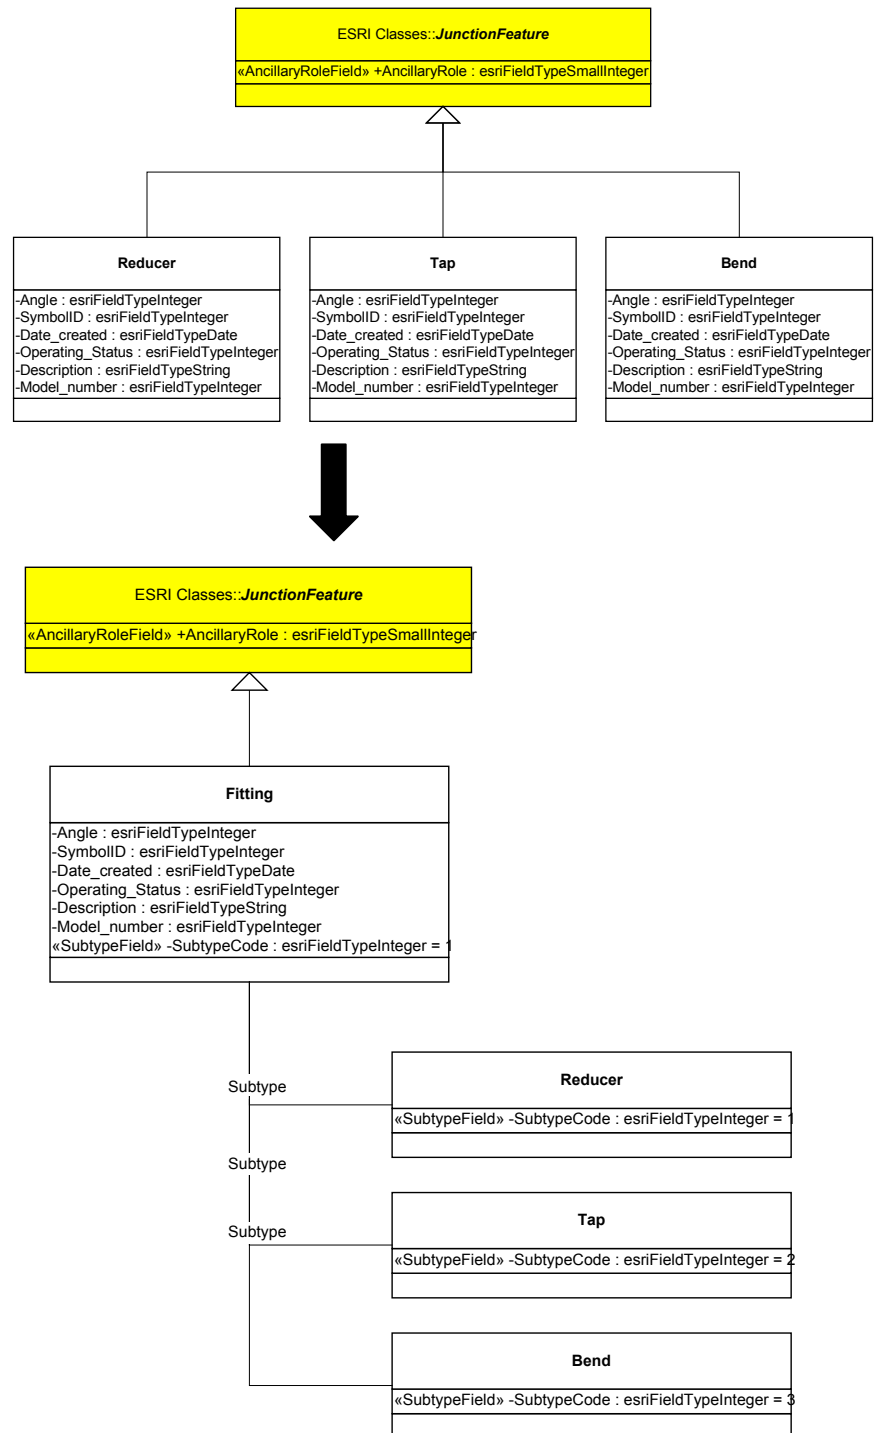 ESRI Classes::JunctionFeature
«AncillaryRoleField» +AncillaryRole : esriFieldTypeSmallInteger
Reducer
-Angle : esriFieldTypeInteger
-SymbolID : esriFieldTypeInteger
-Date_created : esriFieldTypeDate
-Operating_Status : esriFieldTypeInteger
-Description : esriFieldTypeString
-Model_number : esriFieldTypeInteger
Tap
-Angle : esriFieldTypeInteger
-SymbolID : esriFieldTypeInteger
-Date_created : esriFieldTypeDate
-Operating_Status : esriFieldTypeInteger
-Description : esriFieldTypeString
-Model_number : esriFieldTypeInteger
Bend
-Angle : esriFieldTypeInteger
-SymbolID : esriFieldTypeInteger
-Date_created : esriFieldTypeDate
-Operating_Status : esriFieldTypeInteger
-Description : esriFieldTypeString
-Model_number : esriFieldTypeInteger
ESRI Classes::JunctionFeature
«AncillaryRoleField» +AncillaryRole : esriFieldTypeSmallInteger
Fitting
-Angle : esriFieldTypeInteger
-SymbolID : esriFieldTypeInteger
-Date_created : esriFieldTypeDate
-Operating_Status : esriFieldTypeInteger
-Description : esriFieldTypeString
-Model_number : esriFieldTypeInteger
«SubtypeField» -SubtypeCode : esriFieldTypeInteger = 1
Subtype
Reducer
«SubtypeField» -SubtypeCode : esriFieldTypeInteger = 1
Subtype
Subtype
Tap
«SubtypeField» -SubtypeCode : esriFieldTypeInteger = 2
Bend
«SubtypeField» -SubtypeCode : esriFieldTypeInteger = 3